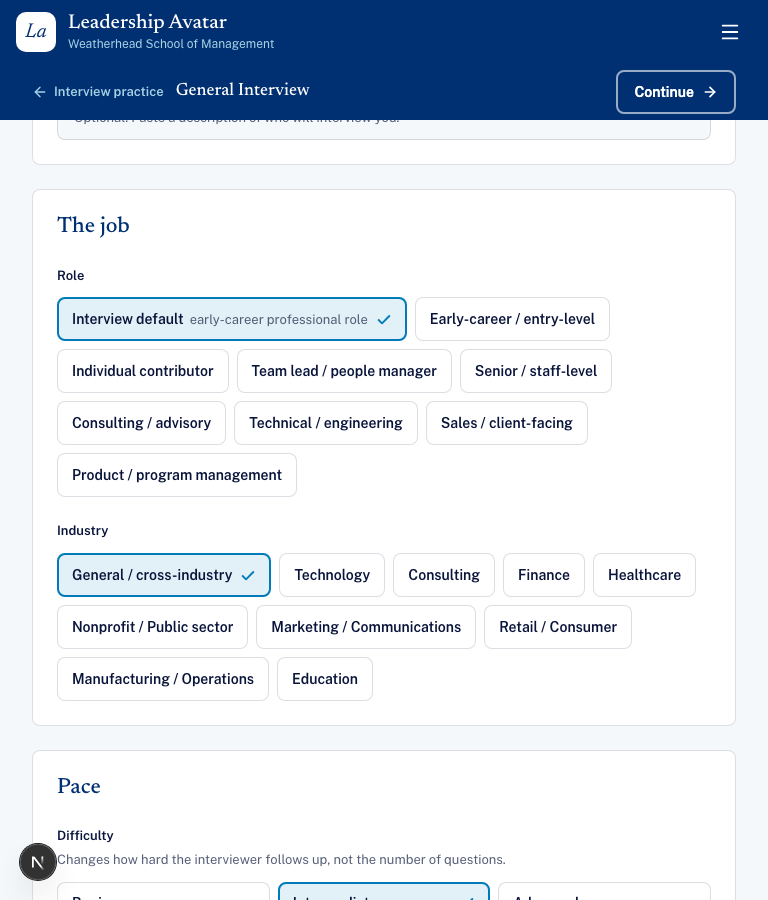 La
Leadership Avatar
Weatherhead School of Management
← Interview practice General Interview
Continue →
The job
Role
Interview default early-career professional role ✓
Early-career / entry-level
Individual contributor
Team lead / people manager
Senior / staff-level
Consulting / advisory
Technical / engineering
Sales / client-facing
Product / program management
Industry
General / cross-industry ✓
Technology
Consulting
Finance
Healthcare
Nonprofit / Public sector
Marketing / Communications
Retail / Consumer
Manufacturing / Operations
Education
Pace
Difficulty
Changes how hard the interviewer follows up, not the number of questions.
N